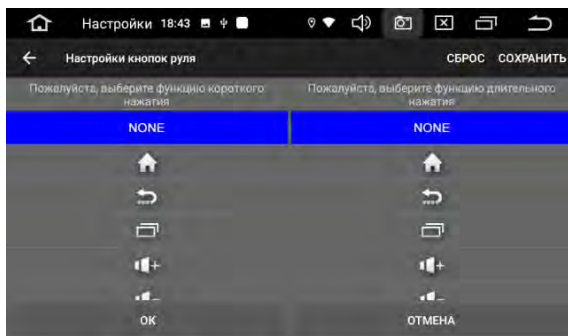 Настройки 18:43
Настройки кнопок руля
СБРОС СОХРАНИТЬ
Пожалуйста, выберите функцию короткого
нажатия
Пожалуйста, выберите функцию длительного
нажатия
NONE
NONE
OK
ОТМЕНА